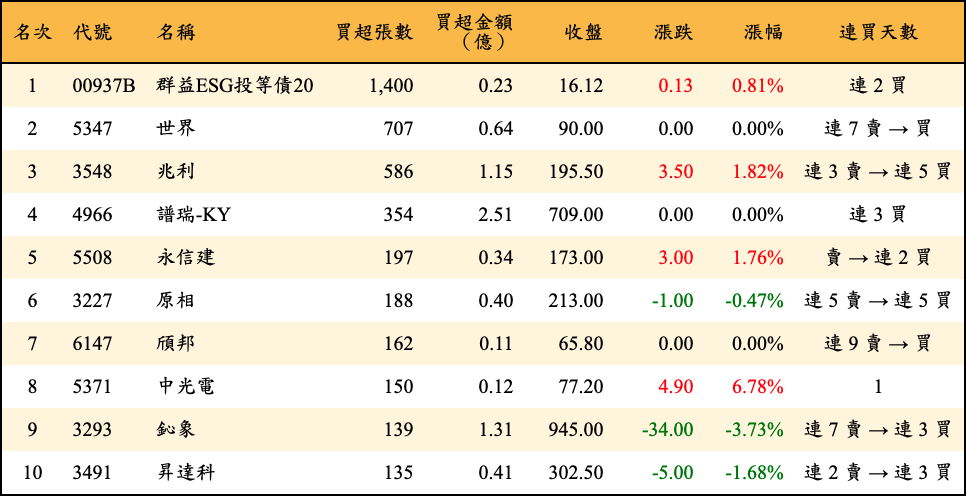 名次 代號 名稱 買超張數 買超金額（億） 收盤 漲跌 漲幅 連買天數
1 00937B 群益ESG投等債20 1,400 0.23 16.12 0.13 0.81% 連 2 買
2 5347 世界 707 0.64 90.00 0.00 0.00% 連 7 賣 → 買
3 3548 兆利 586 1.15 195.50 3.50 1.82% 連 3 賣 → 連 5 買
4 4966 譜瑞-KY 354 2.51 709.00 0.00 0.00% 連 3 買
5 5508 永信建 197 0.34 173.00 3.00 1.76% 賣 → 連 2 買
6 3227 原相 188 0.40 213.00 -1.00 -0.47% 連 5 賣 → 連 5 買
7 6147 頎邦 162 0.11 65.80 0.00 0.00% 連 9 賣 → 買
8 5371 中光電 150 0.12 77.20 4.90 6.78% 1
9 3293 鈊象 139 1.31 945.00 -34.00 -3.73% 連 7 賣 → 連 3 買
10 3491 昇達科 135 0.41 302.50 -5.00 -1.68% 連 2 賣 → 連 3 買